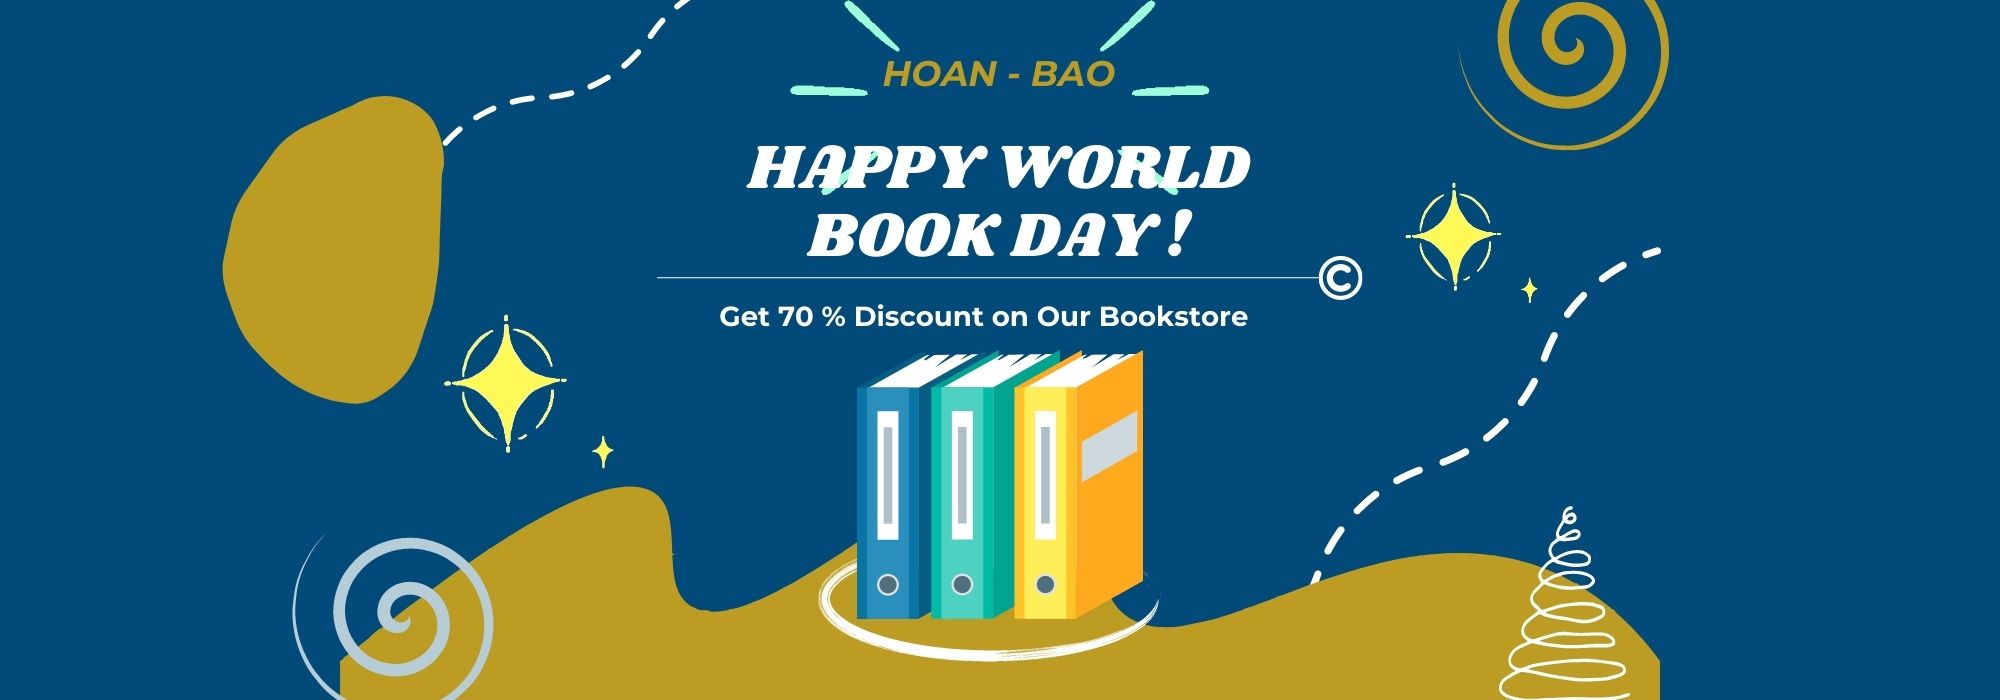 HOAN - BAO
HAPPY WORLD
BOOK DAY!
©
Get 70 % Discount on Our Bookstore